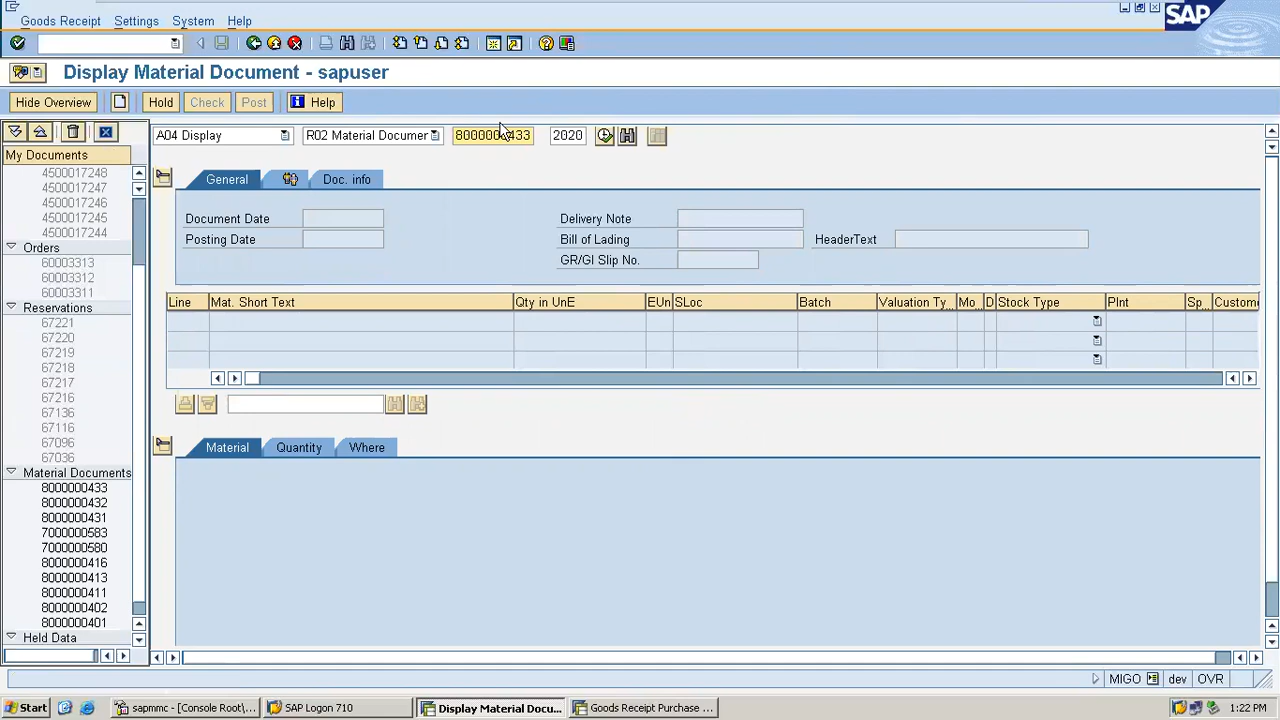 Goods Receipt Settings System Help
SAP
Display Material Document - sapuser
Hide Overview Hold Check Post Help
My Documents
4500017248
4500017247
4500017246
4500017245
4500017244
Orders
60003313
60003312
60003311
Reservations
67221
67220
67219
67218
67217
67216
67136
67116
67096
67036
Material Documents
8000000433
8000000432
8000000431
7000000583
7000000580
8000000416
8000000413
8000000411
8000000402
8000000401
Held Data
A04 Display R02 Material Documer 8000000433 2020
General Doc. info
Document Date Delivery Note
Posting Date Bill of Lading HeaderText
GR/GI Slip No.
Line Mat. Short Text Qty in UnE EUn SLoc Batch Valuation Ty... Mo... D Stock Type Plnt Sp... Custome
Material Quantity Where
MIGO dev OVR
Start sapmmc - [Console Root\... SAP Logon 710 Display Material Docu... Goods Receipt Purchase ... 1:22 PM